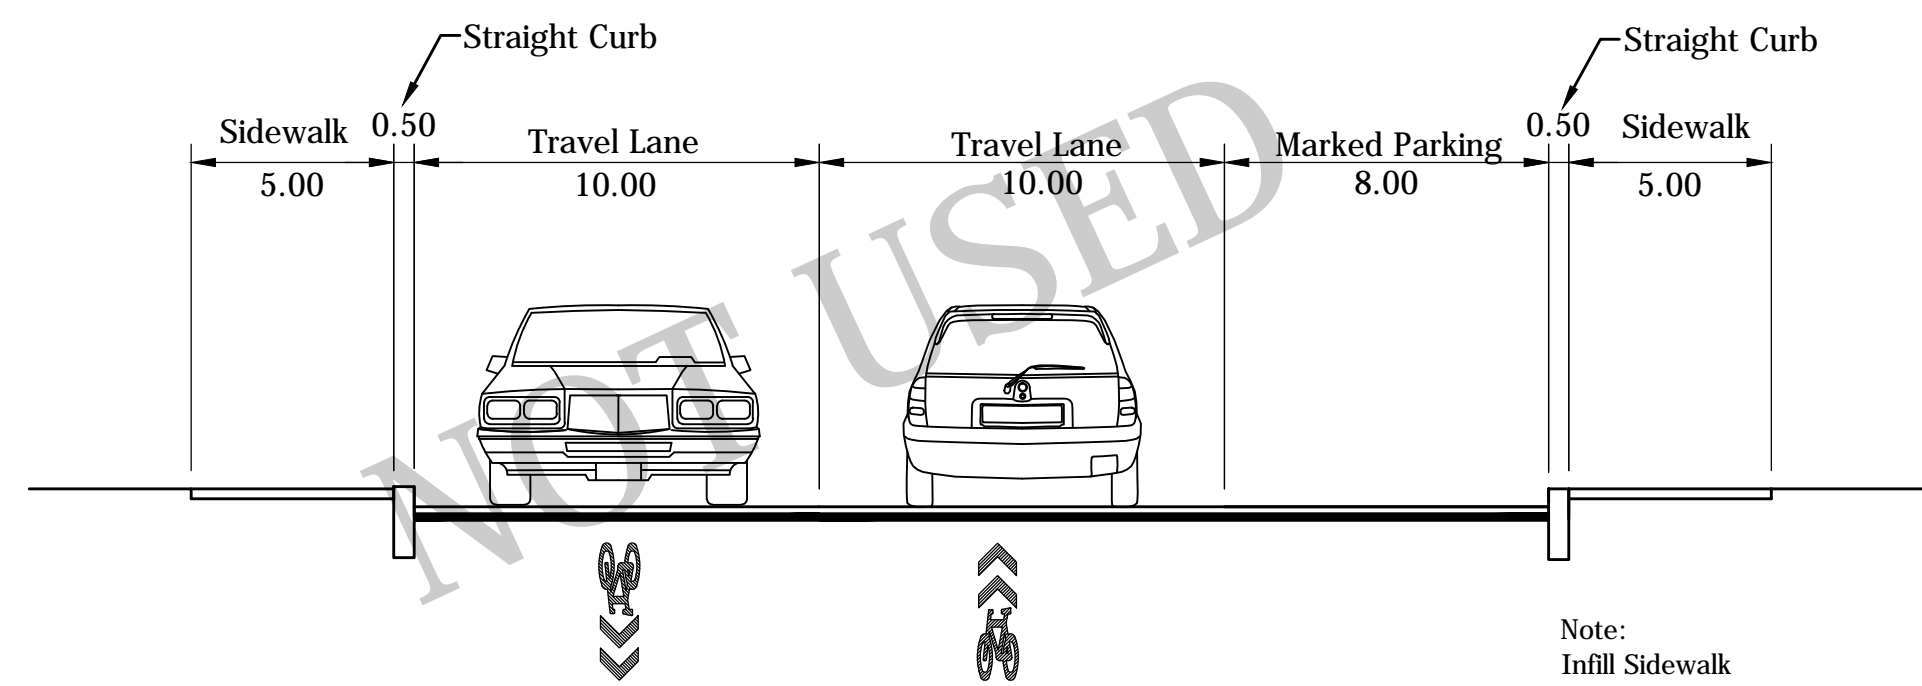 Straight Curb
Straight Curb
Sidewalk 0.50 Travel Lane Travel Lane Marked Parking 0.50 Sidewalk
5.00 10.00 10.00 8.00 5.00
NOT USED
Note:
Infill Sidewalk